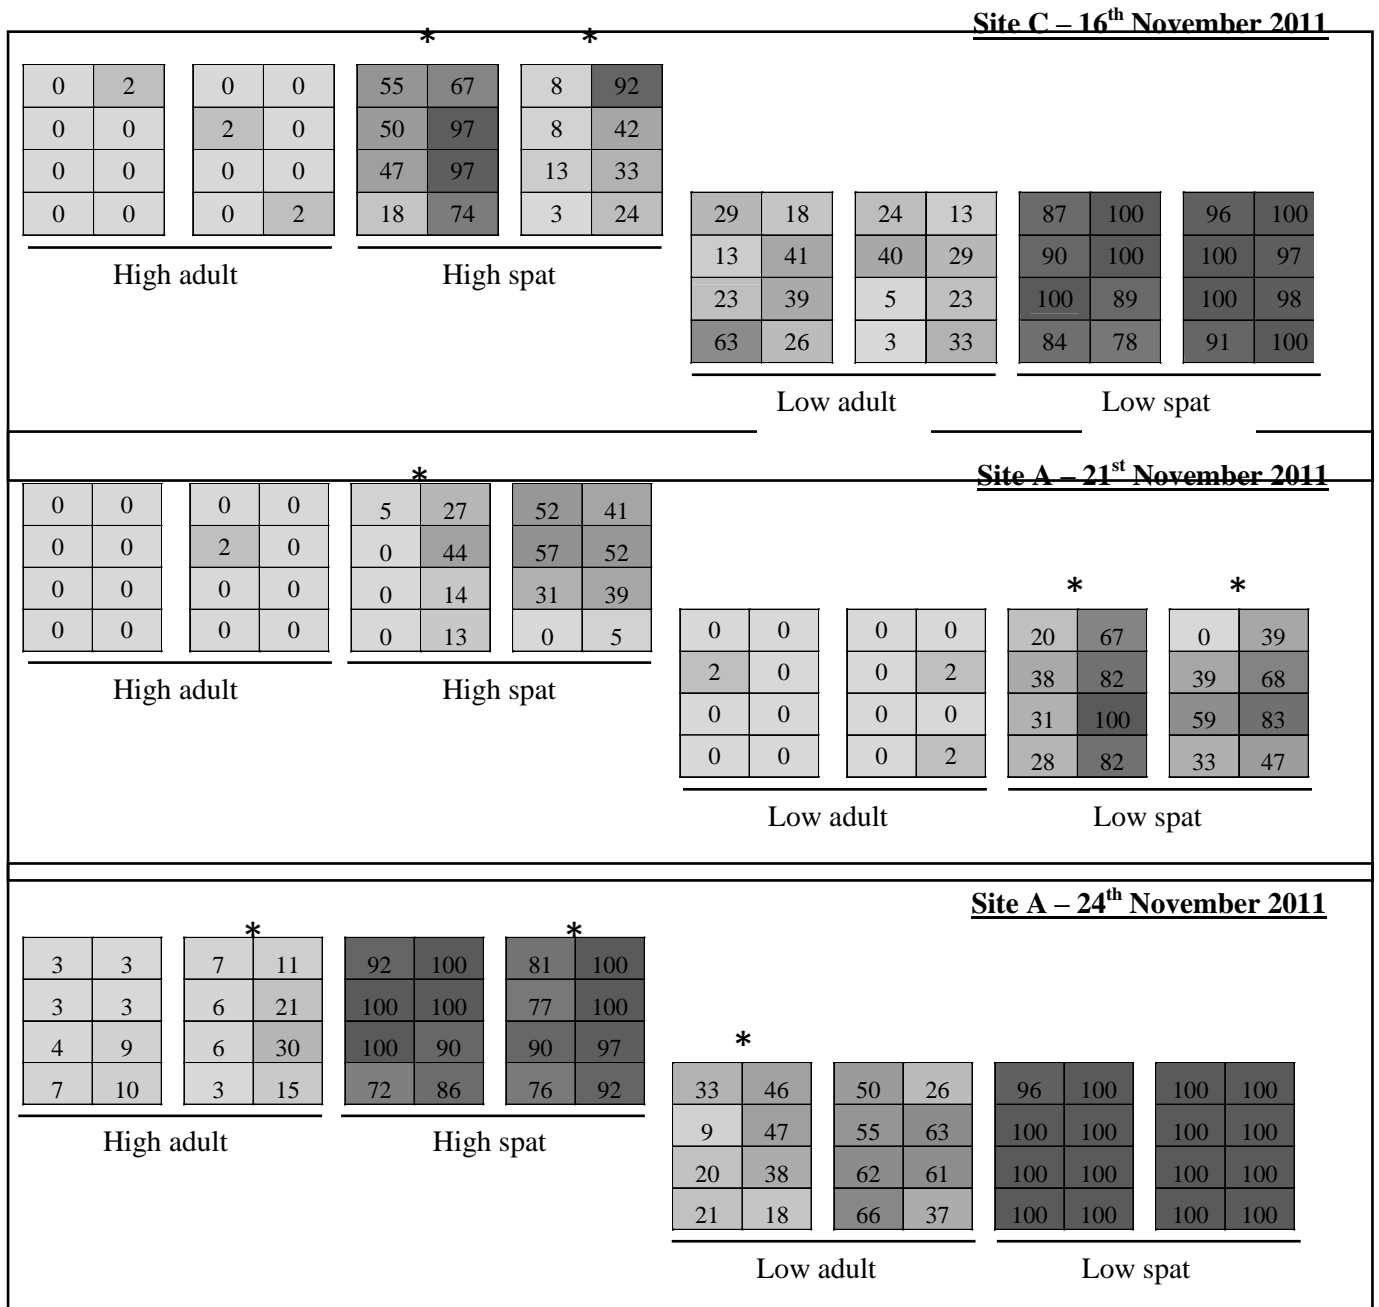 Site C – 16th November 2011
* *
0 2 0 0 55 67 8 92
0 0 2 0 50 97 8 42
0 0 0 0 47 97 13 33
0 0 0 2 18 74 3 24
High adult High spat
29 18 24 13 87 100 96 100
13 41 40 29 90 100 100 97
23 39 5 23 100 89 100 98
63 26 3 33 84 78 91 100
Low adult Low spat
Site A – 21st November 2011
*
0 0 0 0 5 27 52 41
0 0 2 0 0 44 57 52
0 0 0 0 0 14 31 39
0 0 0 0 0 13 0 5
High adult High spat
* *
0 0 0 0 20 67 0 39
2 0 0 2 38 82 39 68
0 0 0 0 31 100 59 83
0 0 0 2 28 82 33 47
Low adult Low spat
Site A – 24th November 2011
* *
3 3 7 11 92 100 81 100
3 3 6 21 100 100 77 100
4 9 6 30 100 90 90 97
7 10 3 15 72 86 76 92
High adult High spat
*
33 46 50 26 96 100 100 100
9 47 55 63 100 100 100 100
20 38 62 61 100 100 100 100
21 18 66 37 100 100 100 100
Low adult Low spat